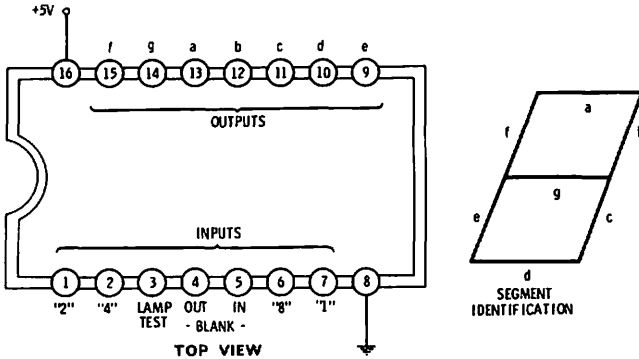 +5V
f g a b c d e
16 15 14 13 12 11 10 9
OUTPUTS
INPUTS
1 2 3 4 5 6 7 8
"2" "4" LAMP OUT IN "8" "1"
TEST - BLANK -
TOP VIEW
a
f
g
e c
d
SEGMENT
IDENTIFICATION